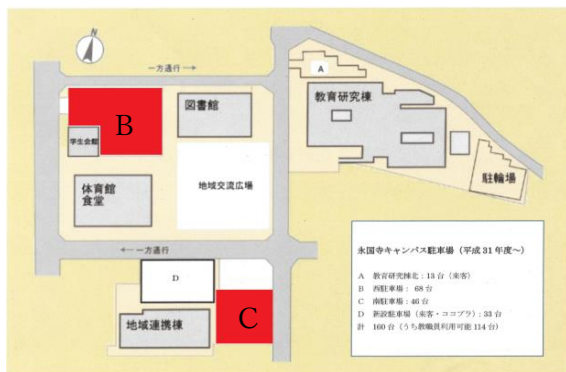 N
一方通行→
A
教育研究棟
図書館
B
学生会館
駐輪場
体育館
食堂
地域交流広場
←一方通行
D
C
地域連携棟
永国寺キャンパス駐車場（平成31年度～）
A 教育研究棟北：13台（来客）
B 西駐車場： 68台
C 南駐車場：46台
D 新設駐車場（来客・ココプラ）：33台
計 160台（うち教職員利用可能114台）